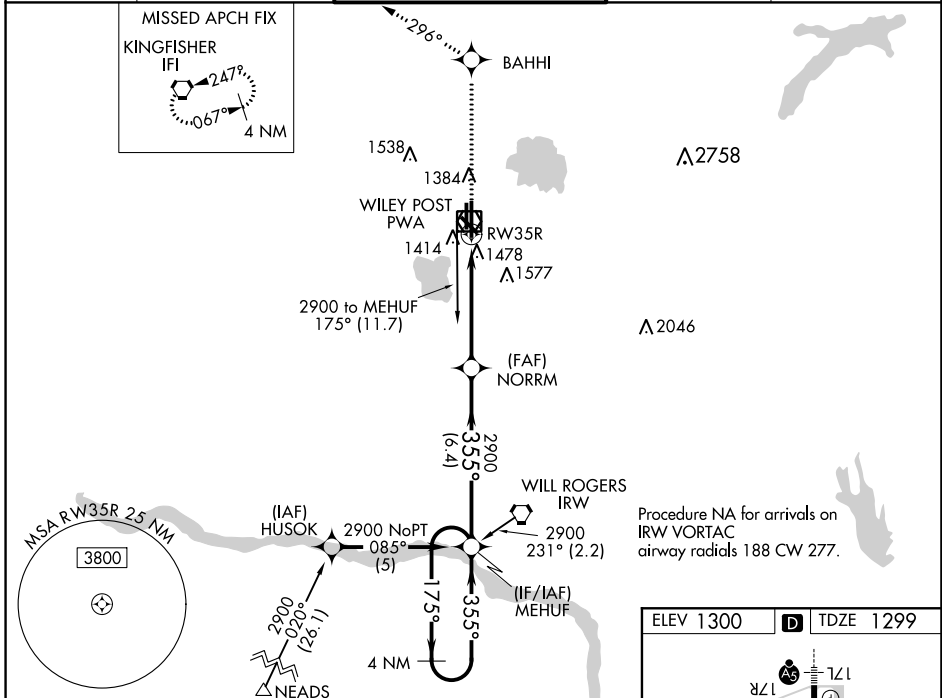 MISSED APCH FIX
KINGFISHER
IFI
247°
067°
4 NM
296°
BAHHI
1538
1384
2758
WILEY POST
PWA
RW35R
1414
1478
1577
2900 to MEHUF
175° (11.7)
2046
(FAF)
NORRM
2900
355°
(6.4)
WILL ROGERS
IRW
2900
231° (2.2)
Procedure NA for arrivals on
IRW VORTAC
airway radials 188 CW 277.
(IAF)
HUSOK
2900 NoPT
085°
(5)
MSA RW35R 25 NM
3800
(IF/IAF)
MEHUF
175°
355°
2900
020°
(26.1)
4 NM
NEADS
ELEV 1300
D
TDZE 1299
A5
17L
17R